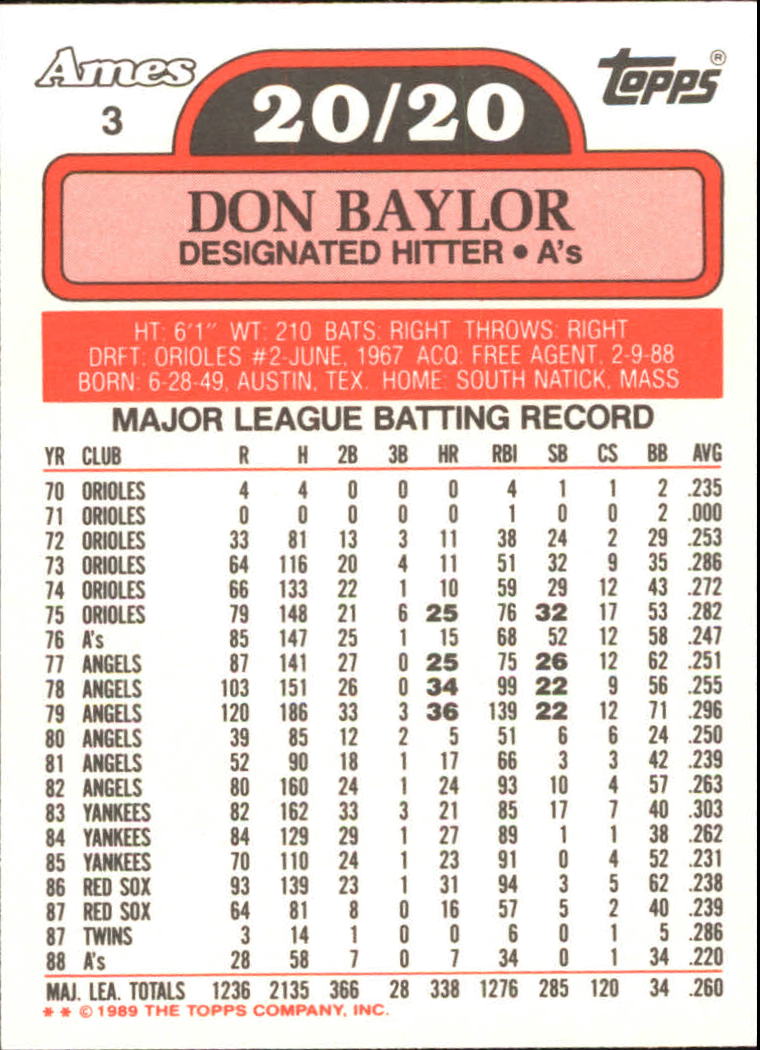 Ames
topps®
3
20/20
DON BAYLOR
DESIGNATED HITTER • A's
HT: 6'1" WT: 210 BATS: RIGHT THROWS: RIGHT
DRFT: ORIOLES #2-JUNE, 1967 ACQ: FREE AGENT, 2-9-88
BORN: 6-28-49, AUSTIN, TEX. HOME: SOUTH NATICK, MASS
MAJOR LEAGUE BATTING RECORD
YR CLUB R H 2B 3B HR RBI SB CS BB AVG
70 ORIOLES 4 4 0 0 0 4 1 1 2 .235
71 ORIOLES 0 0 0 0 0 1 0 0 2 .000
72 ORIOLES 33 81 13 3 11 38 24 2 29 .253
73 ORIOLES 64 116 20 4 11 51 32 9 35 .286
74 ORIOLES 66 133 22 1 10 59 29 12 43 .272
75 ORIOLES 79 148 21 6 25 76 32 17 53 .282
76 A's 85 147 25 1 15 68 52 12 58 .247
77 ANGELS 87 141 27 0 25 75 26 12 62 .251
78 ANGELS 103 151 26 0 34 99 22 9 56 .255
79 ANGELS 120 186 33 3 36 139 22 12 71 .296
80 ANGELS 39 85 12 2 5 51 6 6 24 .250
81 ANGELS 52 90 18 1 17 66 3 3 42 .239
82 ANGELS 80 160 24 1 24 93 10 4 57 .263
83 YANKEES 82 162 33 3 21 85 17 7 40 .303
84 YANKEES 84 129 29 1 27 89 1 1 38 .262
85 YANKEES 70 110 24 1 23 91 0 4 52 .231
86 RED SOX 93 139 23 1 31 94 3 5 62 .238
87 RED SOX 64 81 8 0 16 57 5 2 40 .239
87 TWINS 3 14 1 0 0 6 0 1 5 .286
88 A's 28 58 7 0 7 34 0 1 34 .220
MAJ. LEA. TOTALS 1236 2135 366 28 338 1276 285 120 34 .260
* * © 1989 THE TOPPS COMPANY, INC.